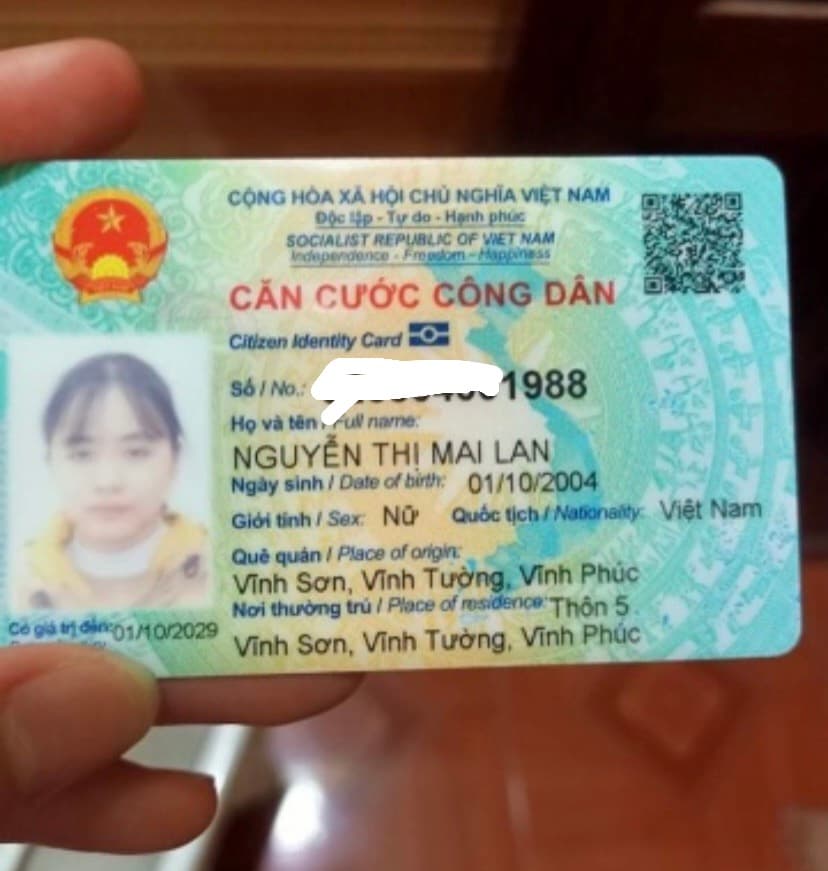 CỘNG HÒA XÃ HỘI CHỦ NGHĨA VIỆT NAM
Độc lập - Tự do - Hạnh phúc
SOCIALIST REPUBLIC OF VIET NAM
Independence - Freedom - Happiness
CĂN CƯỚC CÔNG DÂN
Citizen Identity Card
Số / No.: 1988
Họ và tên / Full name:
NGUYỄN THỊ MAI LAN
Ngày sinh / Date of birth: 01/10/2004
Giới tính / Sex: Nữ Quốc tịch / Nationality: Việt Nam
Quê quán / Place of origin:
Vĩnh Sơn, Vĩnh Tường, Vĩnh Phúc
Nơi thường trú / Place of residence: Thôn 5
Vĩnh Sơn, Vĩnh Tường, Vĩnh Phúc
Có giá trị đến: 01/10/2029